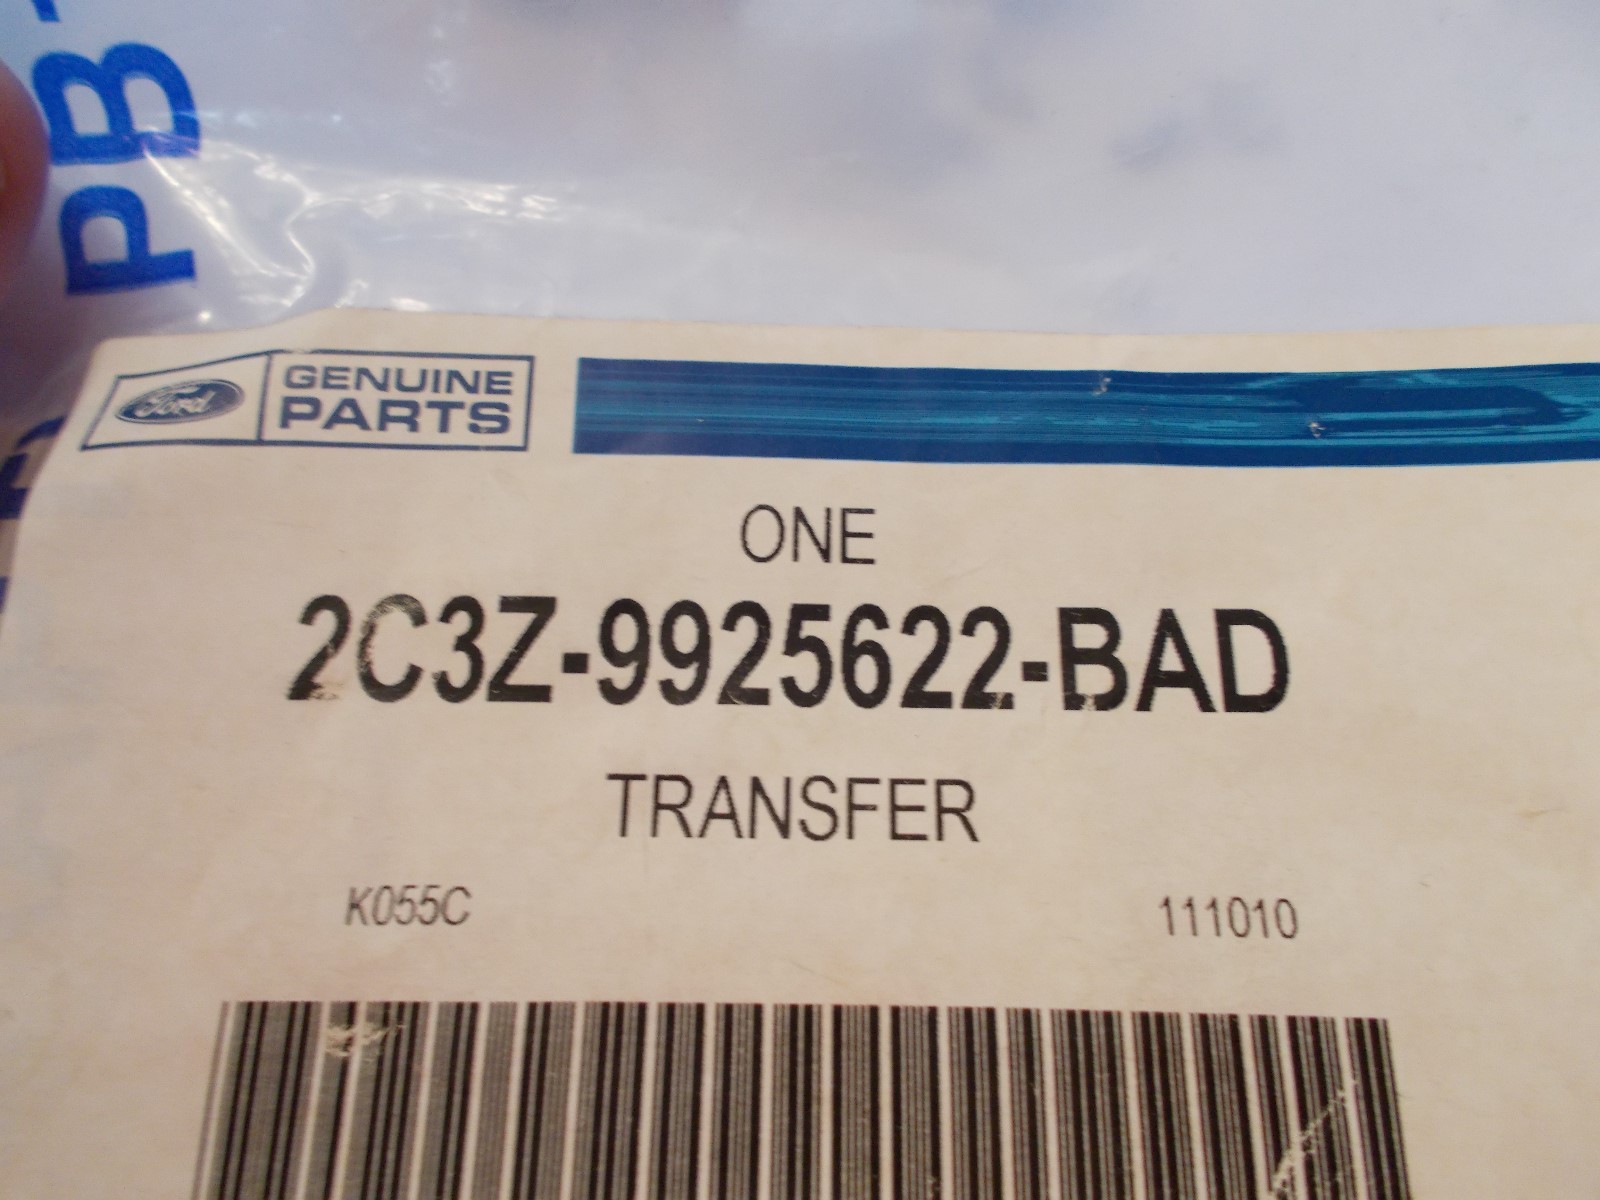 PB
Ford
GENUINE
PARTS
ONE
2C3Z-9925622-BAD
TRANSFER
K055C 111010